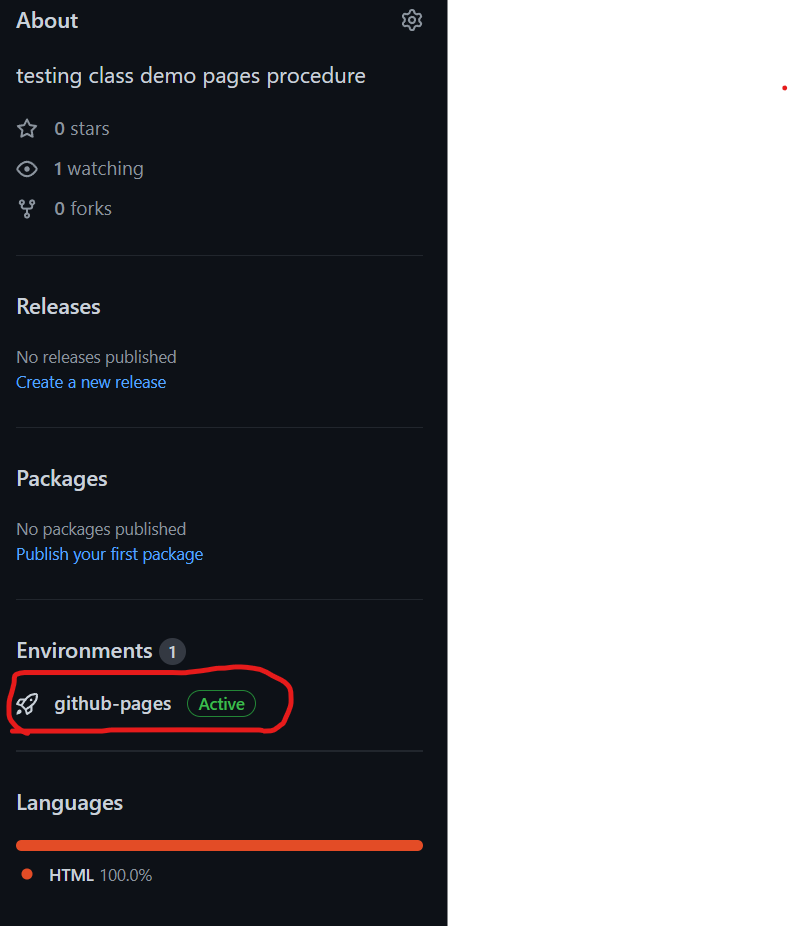 About
testing class demo pages procedure
0 stars
1 watching
0 forks
Releases
No releases published
Create a new release
Packages
No packages published
Publish your first package
Environments 1
github-pages Active
Languages
HTML 100.0%